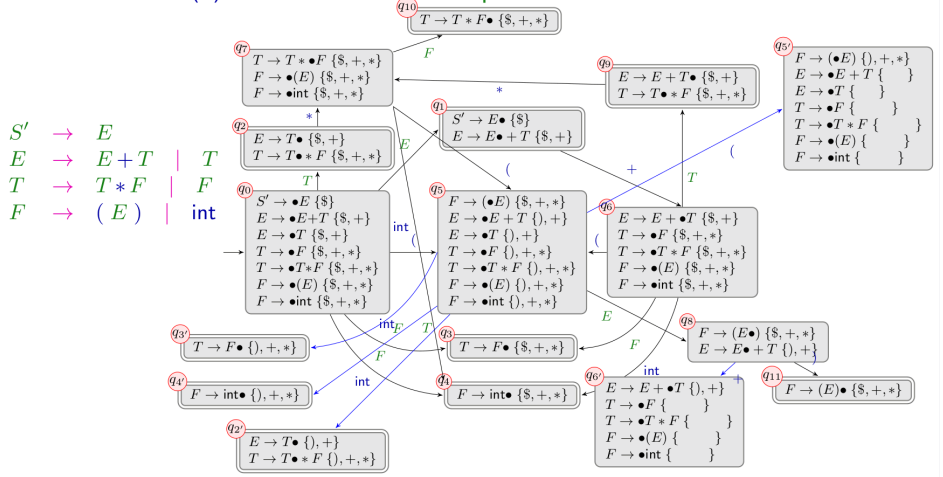 S′ → E
E → E + T | T
T → T ∗ F | F
F → ( E ) | int
q10
T → T ∗ F• {$, +, ∗}
q7
T → T ∗ •F {$, +, ∗}
F → •(E) {$, +, ∗}
F → •int {$, +, ∗}
F
q9
E → E + T• {$, +}
T → T• ∗ F {$, +, ∗}
∗
q5′
F → (•E) {), +, ∗}
E → •E + T { }
E → •T { }
T → •F { }
T → •T ∗ F { }
F → •(E) { }
F → •int { }
∗
q2
E → T• {$, +}
T → T• ∗ F {$, +, ∗}
q1
S′ → E• {$}
E → E• + T {$, +}
E
(
+
(
T
T
q0
S′ → •E {$}
E → •E+T {$, +}
E → •T {$, +}
T → •F {$, +, ∗}
T → •T∗F {$, +, ∗}
F → •(E) {$, +, ∗}
F → •int {$, +, ∗}
int
(
q5
F → (•E) {$, +, ∗}
E → •E + T {), +}
E → •T {), +}
T → •F {), +, ∗}
T → •T ∗ F {), +, ∗}
F → •(E) {), +, ∗}
F → •int {), +, ∗}
(
q6
E → E + •T {$, +}
T → •F {$, +, ∗}
T → •T ∗ F {$, +, ∗}
F → •(E) {$, +, ∗}
F → •int {$, +, ∗}
E
q8
F → (E•) {$, +, ∗}
E → E• + T {), +}
)
+
int
F
T
q3′
T → F• {), +, ∗}
F
q3
T → F• {$, +, ∗}
F
q4′
F → int• {), +, ∗}
int
q4
F → int• {$, +, ∗}
int
q6′
E → E + •T {), +}
T → •F { }
T → •T ∗ F { }
F → •(E) { }
F → •int { }
q11
F → (E)• {$, +, ∗}
q2′
E → T• {), +}
T → T• ∗ F {), +, ∗}